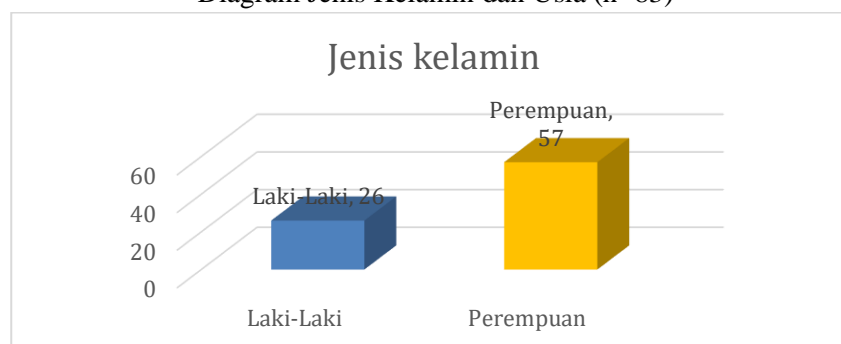 Jenis kelamin
Perempuan,
57
Laki-Laki, 26
60
40
20
0
Laki-Laki
Perempuan